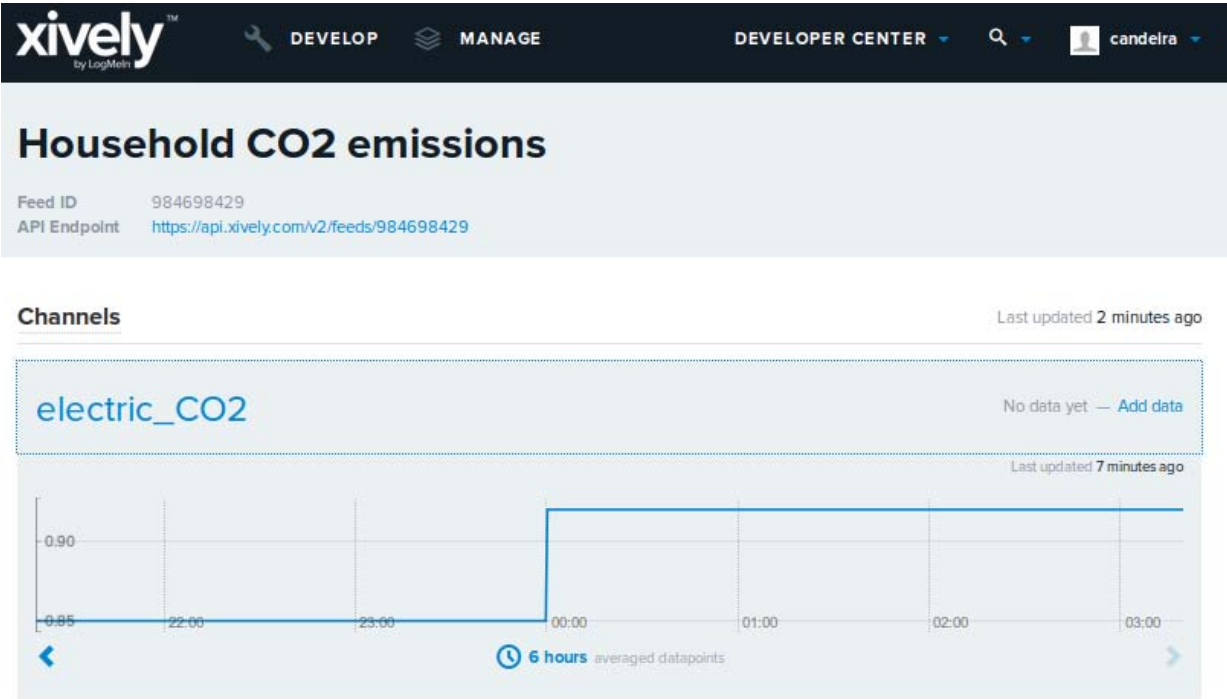 xively™ DEVELOP MANAGE DEVELOPER CENTER candeira
by LogMeIn
Household CO2 emissions
Feed ID 984698429
API Endpoint https://api.xively.com/v2/feeds/984698429
Channels Last updated 2 minutes ago
electric_CO2 No data yet — Add data
Last updated 7 minutes ago
0.90
0.85 22:00 23:00 00:00 01:00 02:00 03:00
6 hours averaged datapoints